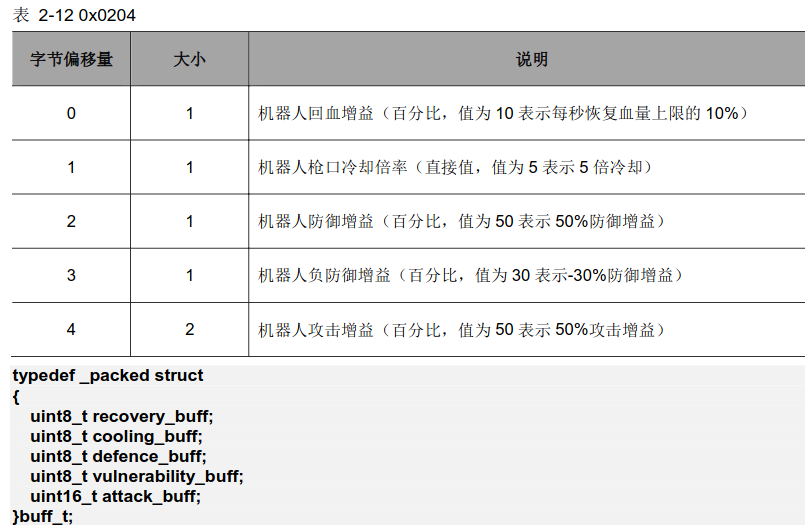 表 2-12 0x0204
字节偏移量 大小 说明
0 1 机器人回血增益（百分比，值为 10 表示每秒恢复血量上限的 10%）
1 1 机器人枪口冷却倍率（直接值，值为 5 表示 5 倍冷却）
2 1 机器人防御增益（百分比，值为 50 表示 50%防御增益）
3 1 机器人负防御增益（百分比，值为 30 表示-30%防御增益）
4 2 机器人攻击增益（百分比，值为 50 表示 50%攻击增益）
typedef _packed struct
{
uint8_t recovery_buff;
uint8_t cooling_buff;
uint8_t defence_buff;
uint8_t vulnerability_buff;
uint16_t attack_buff;
}buff_t;